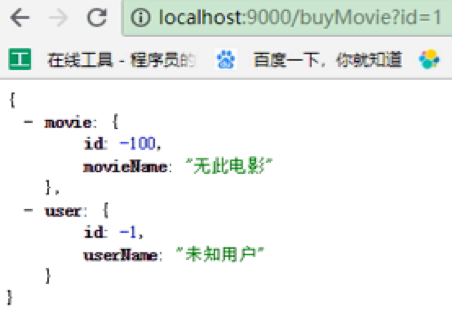 localhost:9000/buyMovie?id=1
工 在线工具 - 程序员的 百度一下，你就知道
{
- movie: {
id: -100,
movieName: "无此电影"
},
- user: {
id: -1,
userName: "未知用户"
}
}